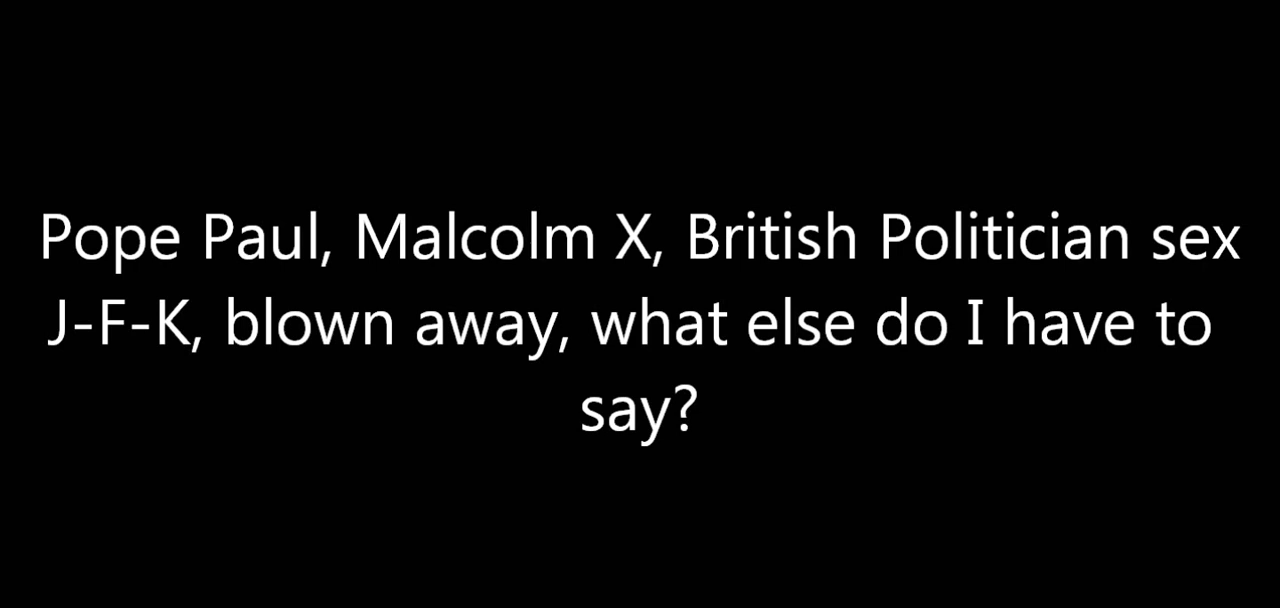 Pope Paul, Malcolm X, British Politician sex
J-F-K, blown away, what else do I have to
say?